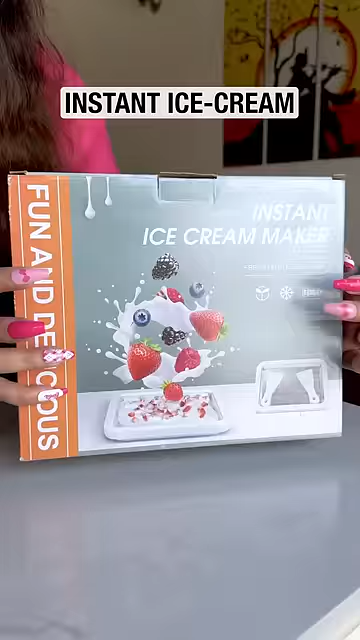 INSTANT ICE-CREAM
FUN AND DELICIOUS
INSTANT
ICE CREAM MAKER